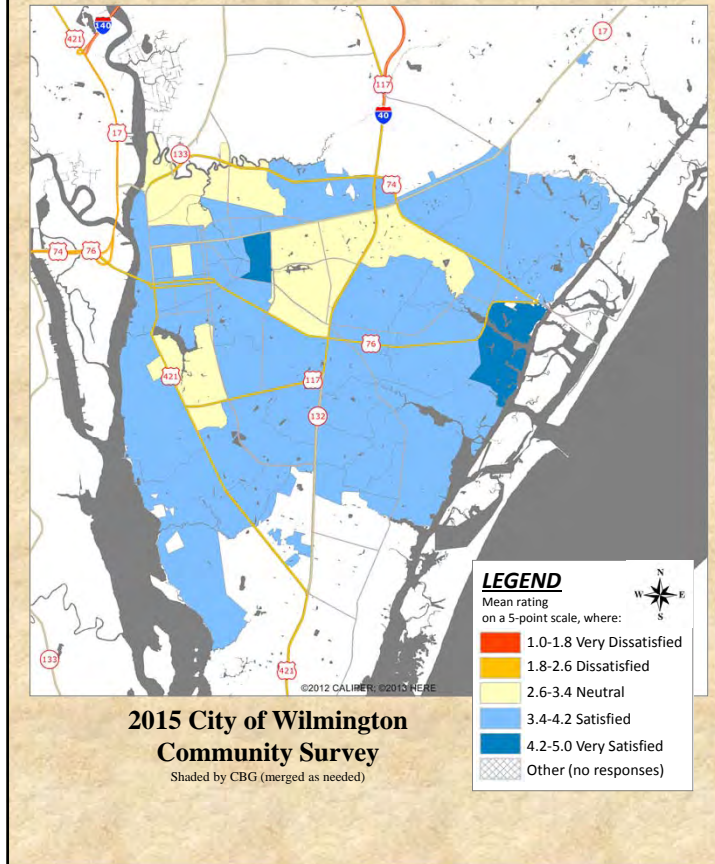 140
421
17
117
40
17
133
74
74
76
76
421
117
132
133
421
©2012 CALIPER; ©2013 HERE
LEGEND
Mean rating
on a 5-point scale, where:
N
W E
S
1.0-1.8 Very Dissatisfied
1.8-2.6 Dissatisfied
2.6-3.4 Neutral
3.4-4.2 Satisfied
4.2-5.0 Very Satisfied
Other (no responses)
2015 City of Wilmington
Community Survey
Shaded by CBG (merged as needed)